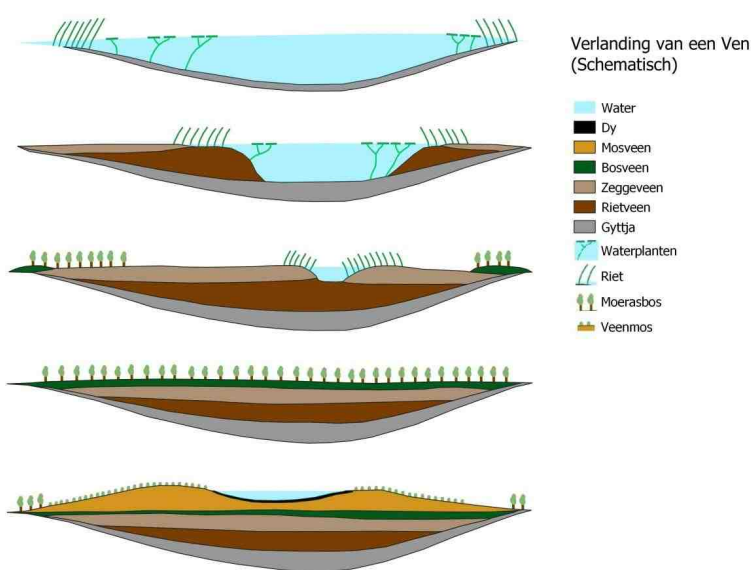 Verlanding van een Ven
(Schematisch)
Water
Dy
Mosveen
Bosveen
Zeggeveen
Rietveen
Gyttja
Waterplanten
Riet
Moerasbos
Veenmos